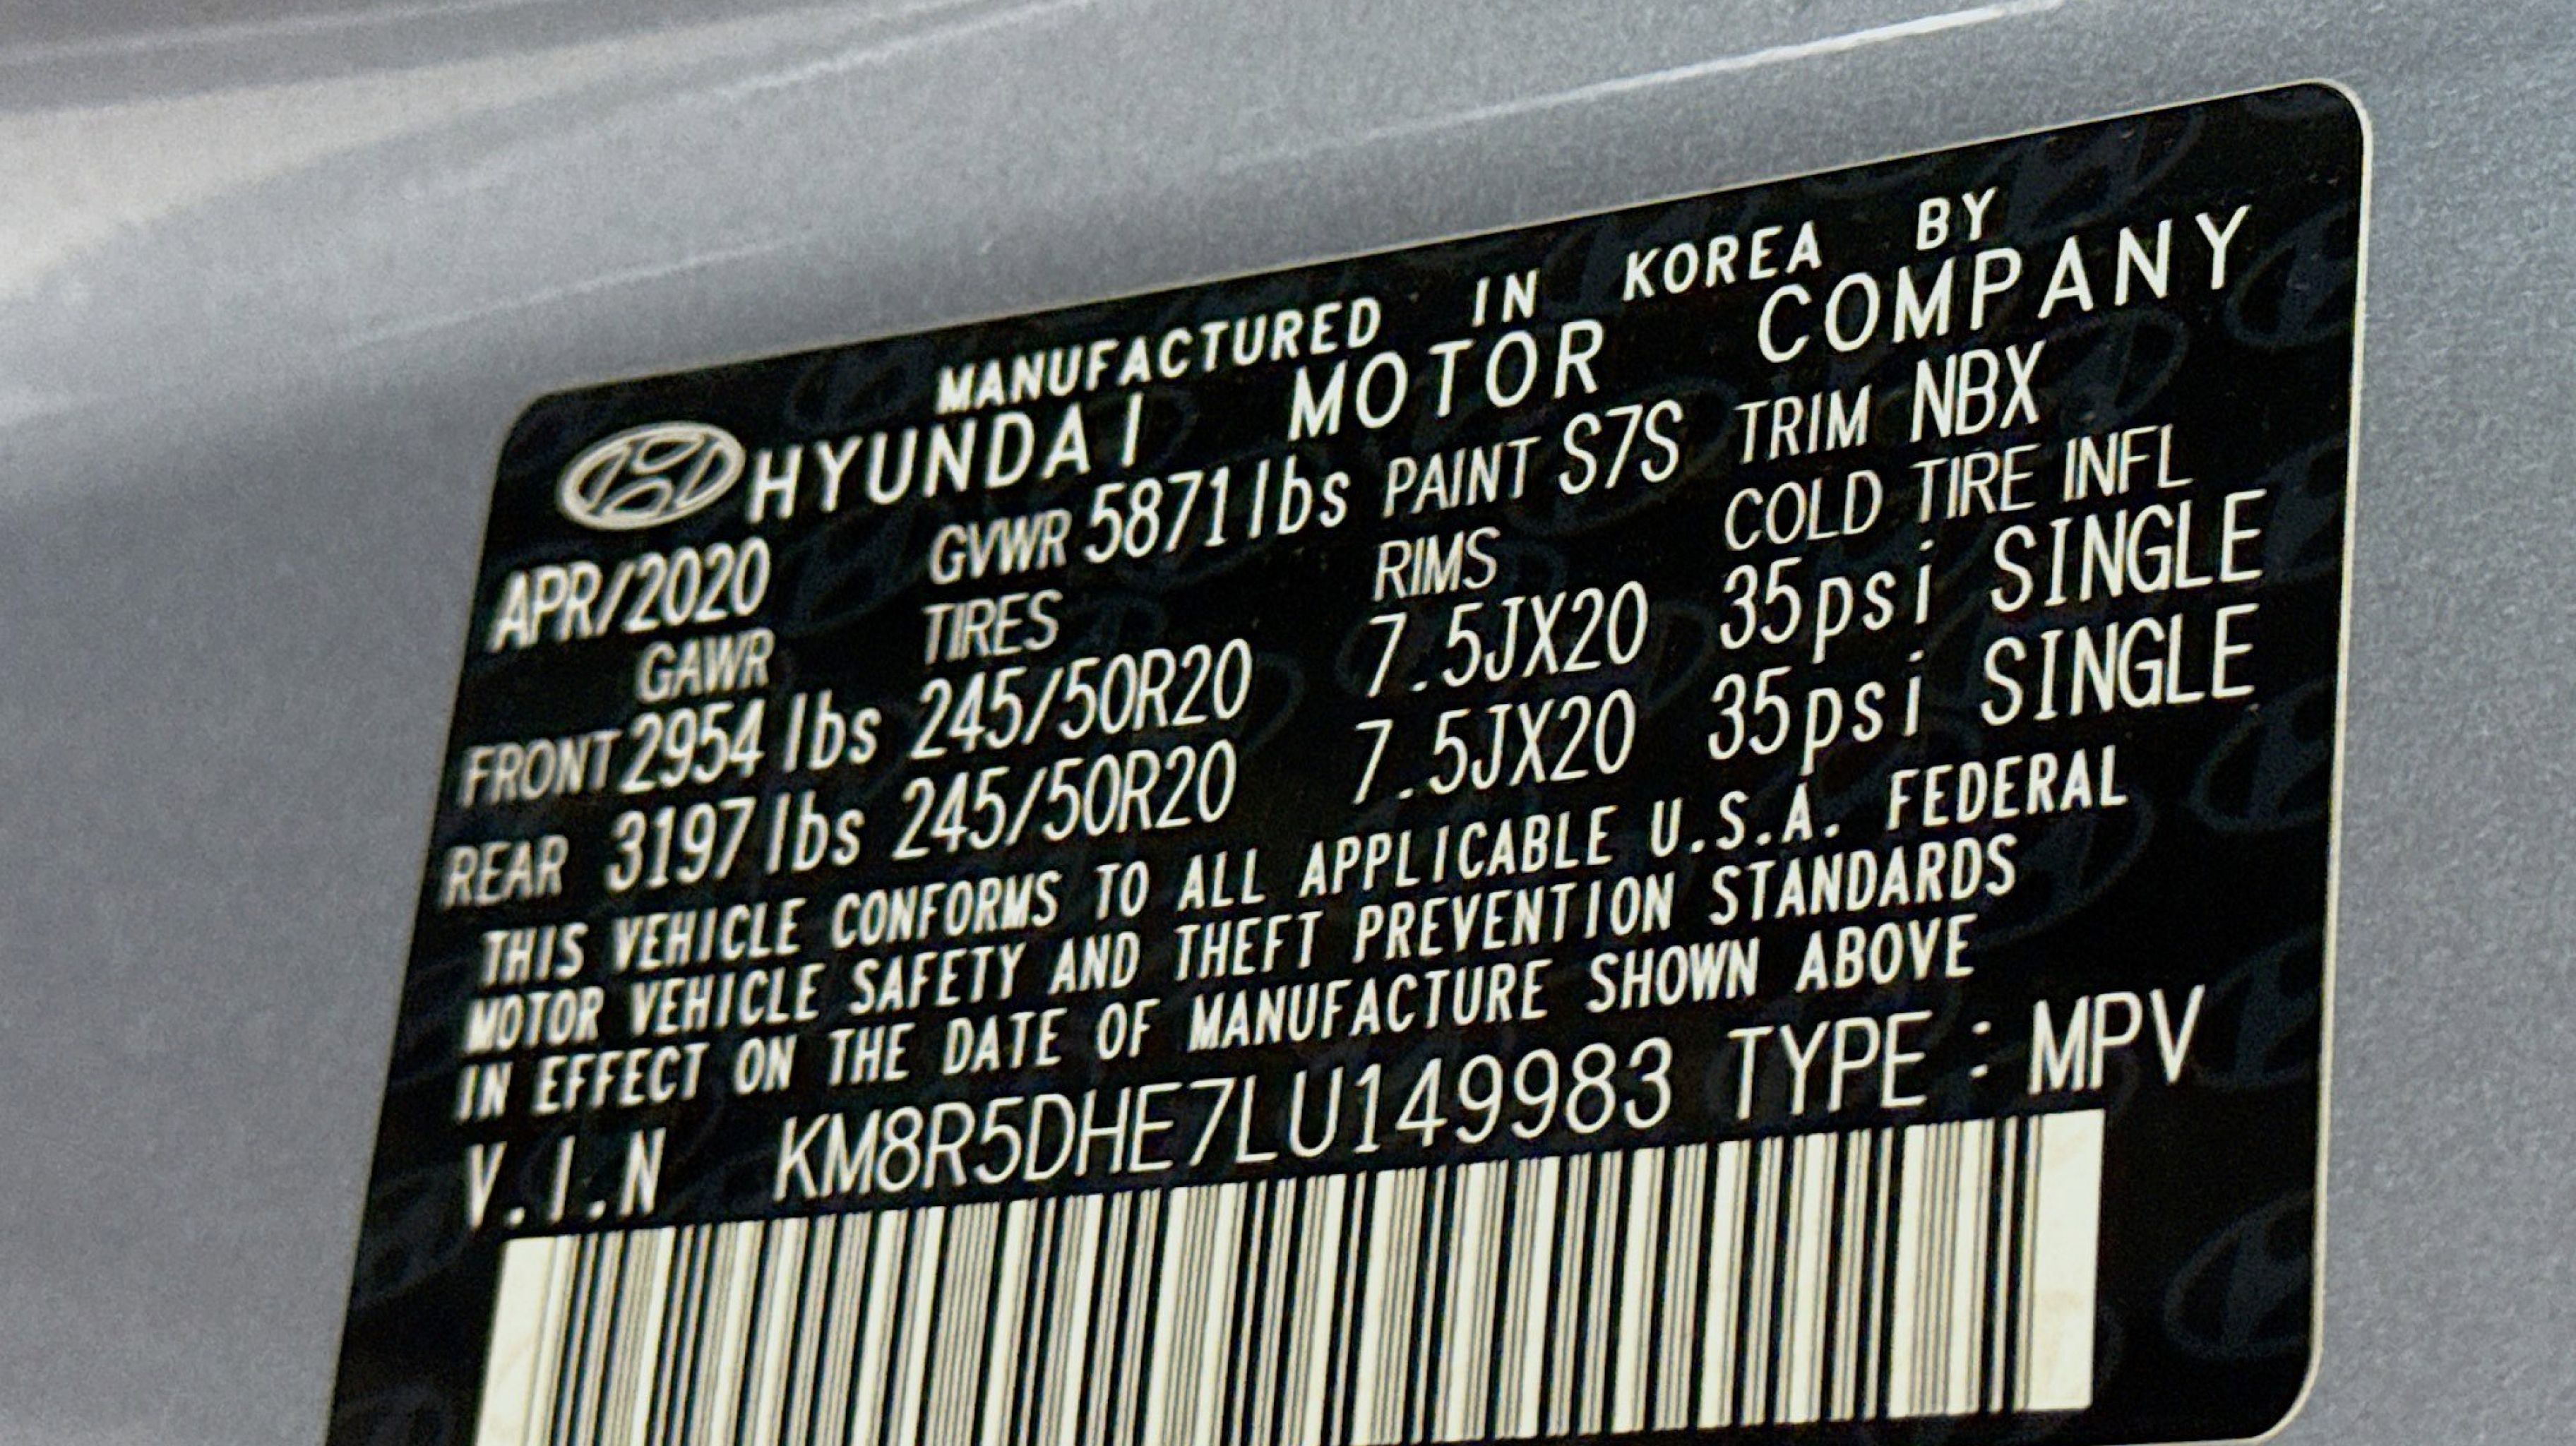 MANUFACTURED IN KOREA BY
HYUNDAI MOTOR COMPANY
APR/2020 GVWR 5871lbs PAINT S7S TRIM NBX
GAWR TIRES RIMS COLD TIRE INFL
FRONT 2954 lbs 245/50R20 7.5JX20 35psi SINGLE
REAR 3197 lbs 245/50R20 7.5JX20 35psi SINGLE
THIS VEHICLE CONFORMS TO ALL APPLICABLE U.S.A. FEDERAL
MOTOR VEHICLE SAFETY AND THEFT PREVENTION STANDARDS
IN EFFECT ON THE DATE OF MANUFACTURE SHOWN ABOVE
V.I.N KM8R5DHE7LU149983 TYPE : MPV